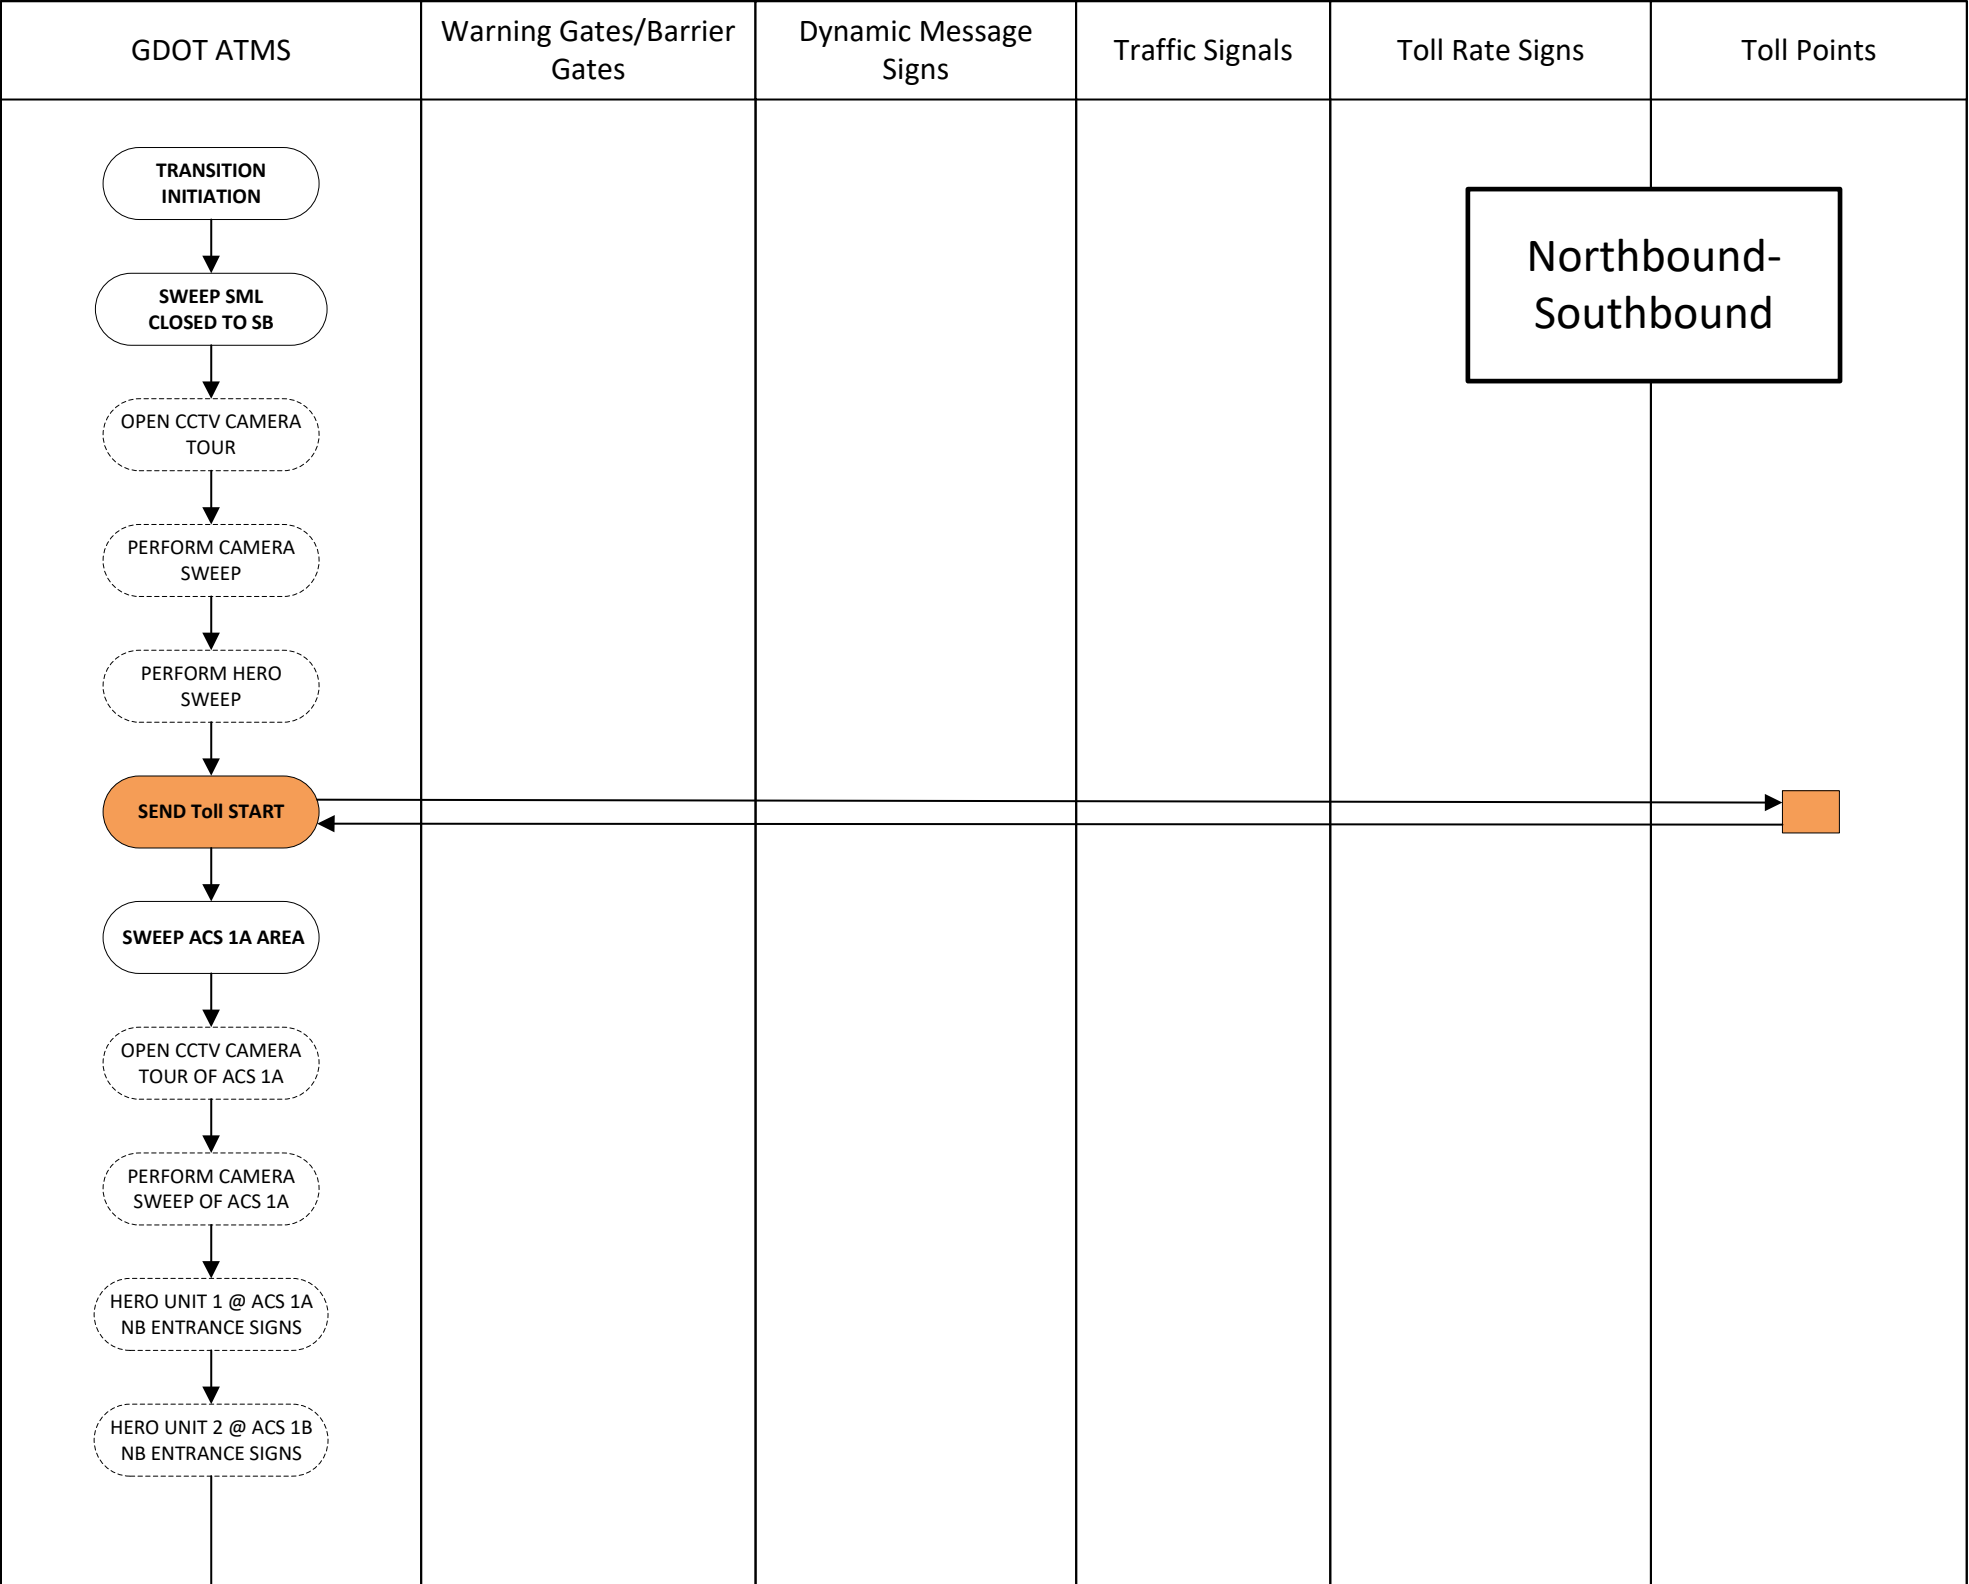 GDOT ATMS
Warning Gates/Barrier
Gates
Dynamic Message
Signs
Traffic Signals
Toll Rate Signs
Toll Points
Northbound-
Southbound
TRANSITION
INITIATION
SWEEP SML
CLOSED TO SB
OPEN CCTV CAMERA
TOUR
PERFORM CAMERA
SWEEP
PERFORM HERO
SWEEP
SEND Toll START
SWEEP ACS 1A AREA
OPEN CCTV CAMERA
TOUR OF ACS 1A
PERFORM CAMERA
SWEEP OF ACS 1A
HERO UNIT 1 @ ACS 1A
NB ENTRANCE SIGNS
HERO UNIT 2 @ ACS 1B
NB ENTRANCE SIGNS